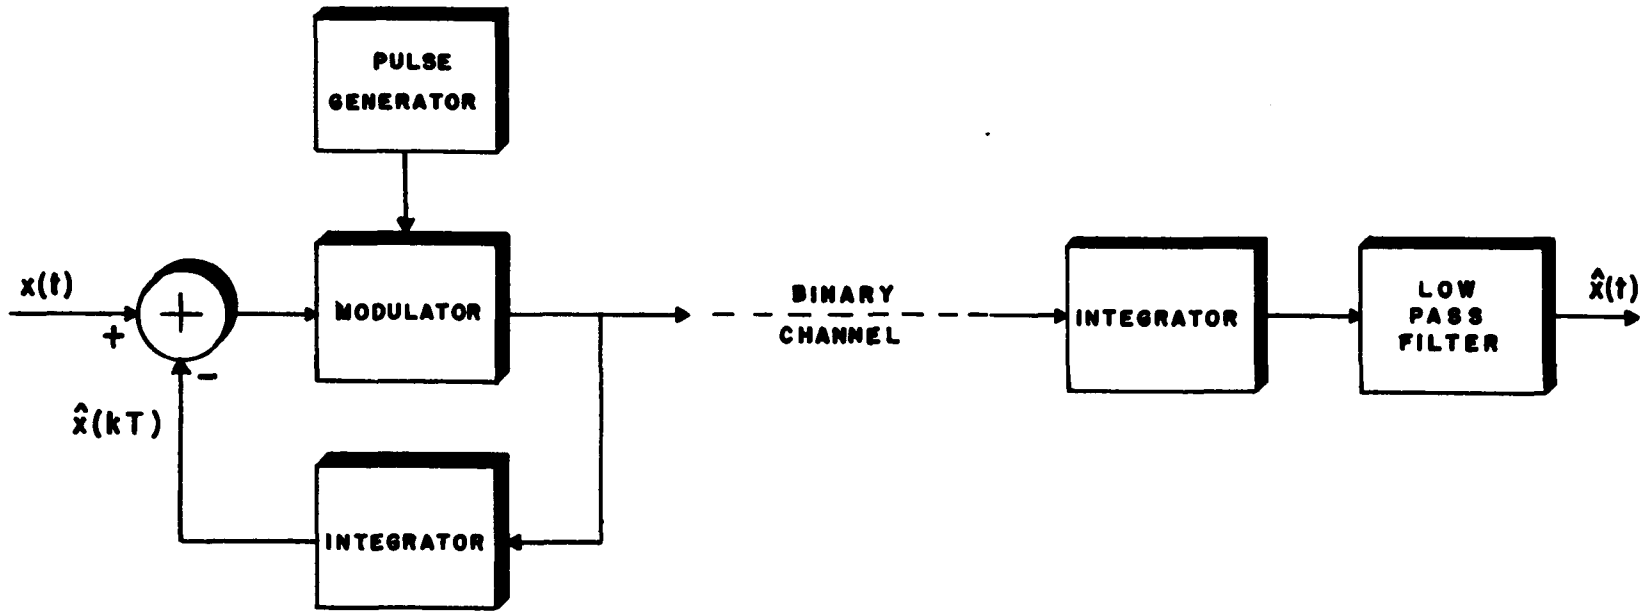 PULSE
GENERATOR
x(t)
+
+
MODULATOR
BINARY
CHANNEL
INTEGRATOR
LOW
PASS
FILTER
x̂(t)
−
x̂(kT)
INTEGRATOR